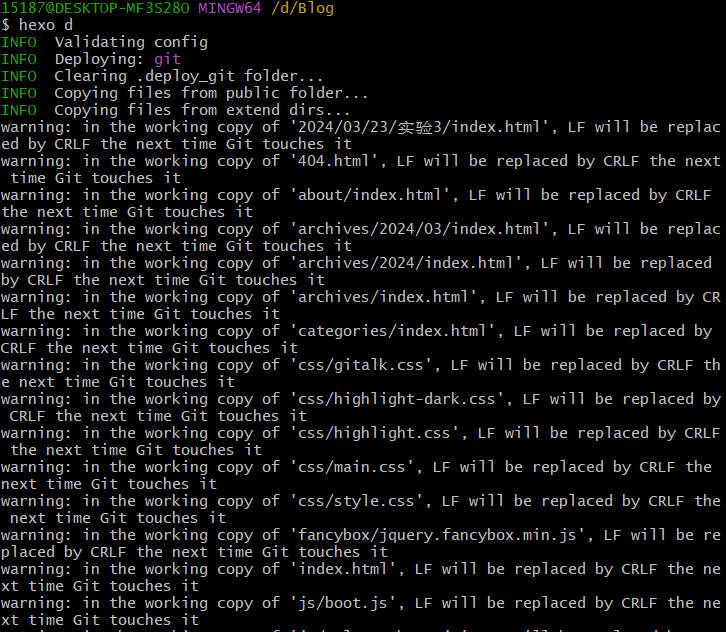 15187@DESKTOP-MF3S28O MINGW64 /d/Blog
$ hexo d
INFO  Validating config
INFO  Deploying: git
INFO  Clearing .deploy_git folder...
INFO  Copying files from public folder...
INFO  Copying files from extend dirs...
warning: in the working copy of '2024/03/23/实验3/index.html', LF will be replac
ed by CRLF the next time Git touches it
warning: in the working copy of '404.html', LF will be replaced by CRLF the next
 time Git touches it
warning: in the working copy of 'about/index.html', LF will be replaced by CRLF
the next time Git touches it
warning: in the working copy of 'archives/2024/03/index.html', LF will be replac
ed by CRLF the next time Git touches it
warning: in the working copy of 'archives/2024/index.html', LF will be replaced
by CRLF the next time Git touches it
warning: in the working copy of 'archives/index.html', LF will be replaced by CR
LF the next time Git touches it
warning: in the working copy of 'categories/index.html', LF will be replaced by
CRLF the next time Git touches it
warning: in the working copy of 'css/gitalk.css', LF will be replaced by CRLF th
e next time Git touches it
warning: in the working copy of 'css/highlight-dark.css', LF will be replaced by
 CRLF the next time Git touches it
warning: in the working copy of 'css/highlight.css', LF will be replaced by CRLF
 the next time Git touches it
warning: in the working copy of 'css/main.css', LF will be replaced by CRLF the
next time Git touches it
warning: in the working copy of 'css/style.css', LF will be replaced by CRLF the
 next time Git touches it
warning: in the working copy of 'fancybox/jquery.fancybox.min.js', LF will be re
placed by CRLF the next time Git touches it
warning: in the working copy of 'index.html', LF will be replaced by CRLF the ne
xt time Git touches it
warning: in the working copy of 'js/boot.js', LF will be replaced by CRLF the ne
xt time Git touches it